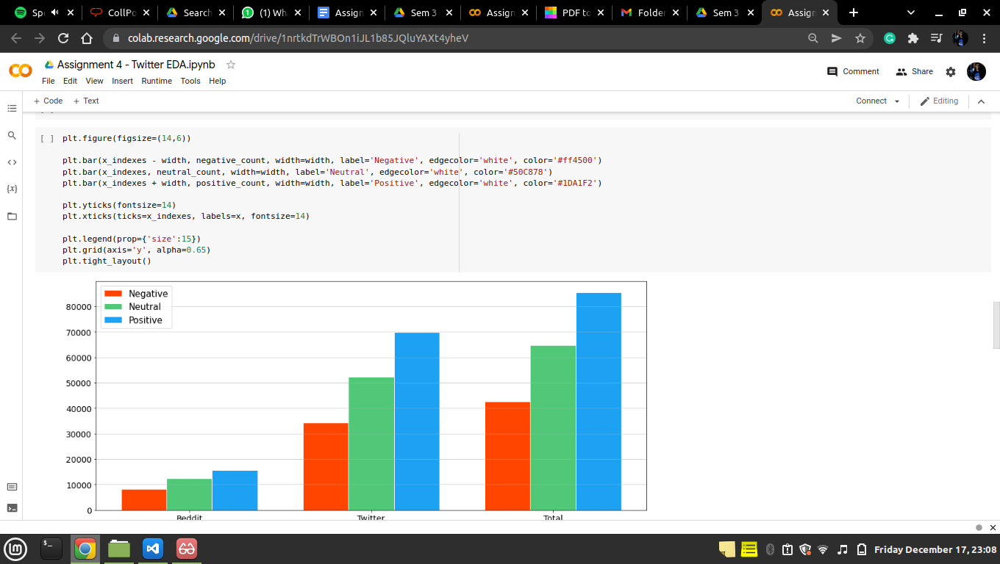 Spo
CollPo
Search
(1) Wha
Assign
Sem 3
Assign
PDF to
Folder
Sem 3
Assign
colab.research.google.com/drive/1nrtkdTrWBOn1iJL1b85JQluYAXt4yheV
Assignment 4 - Twitter EDA.ipynb
File Edit View Insert Runtime Tools Help
Comment Share
+ Code + Text
Connect Editing
[ ] plt.figure(figsize=(14,6))
plt.bar(x_indexes - width, negative_count, width=width, label='Negative', edgecolor='white', color='#ff4500')
plt.bar(x_indexes, neutral_count, width=width, label='Neutral', edgecolor='white', color='#50C878')
plt.bar(x_indexes + width, positive_count, width=width, label='Positive', edgecolor='white', color='#1DA1F2')
plt.yticks(fontsize=14)
plt.xticks(ticks=x_indexes, labels=x, fontsize=14)
plt.legend(prop={'size':15})
plt.grid(axis='y', alpha=0.65)
plt.tight_layout()
Negative
Neutral
Positive
80000
70000
60000
50000
40000
30000
20000
10000
0
Reddit Twitter Total
Friday December 17, 23:08